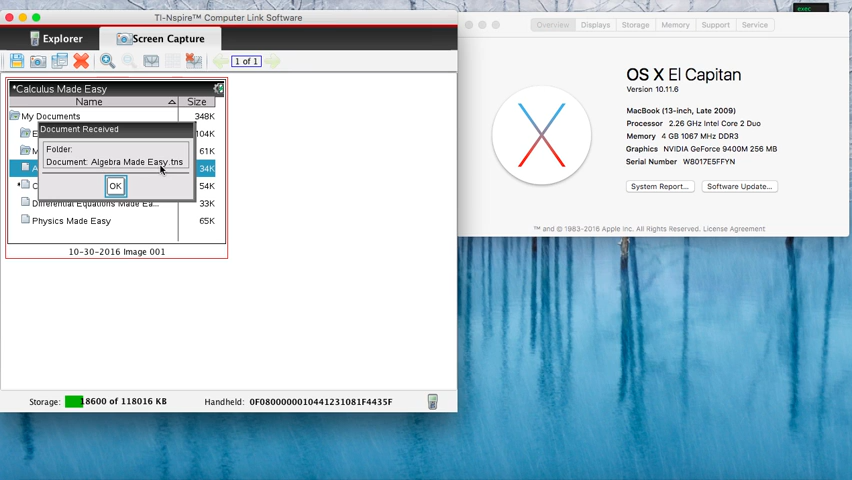 TI-Nspire™ Computer Link Software
Explorer
Screen Capture
1 of 1
*Calculus Made Easy
Name
Size
My Documents
348K
Document Received
104K
Folder:
61K
Document: Algebra Made Easy.tns
34K
OK
54K
Differential Equations Made Ea...
33K
Physics Made Easy
65K
10-30-2016 Image 001
Storage:
18600 of 118016 KB
Handheld:
0F0800000010441231081F4435F
exec
Overview
Displays
Storage
Memory
Support
Service
OS X El Capitan
Version 10.11.6
MacBook (13-inch, Late 2009)
Processor 2.26 GHz Intel Core 2 Duo
Memory 4 GB 1067 MHz DDR3
Graphics NVIDIA GeForce 9400M 256 MB
Serial Number W8017E5FFYN
System Report...
Software Update...
™ and © 1983-2016 Apple Inc. All Rights Reserved. License Agreement